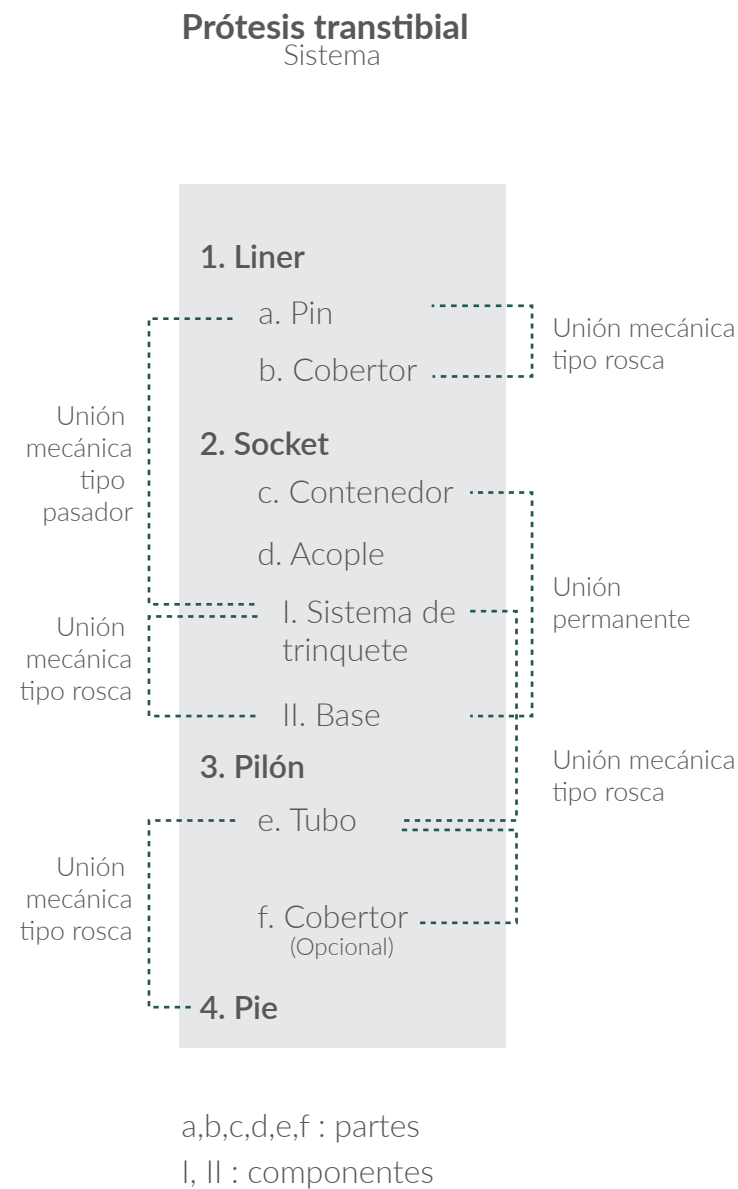 Prótesis transtibial
Sistema
1. Liner
a. Pin
b. Cobertor
Unión mecánica
tipo rosca
Unión
mecánica
tipo
pasador
2. Socket
c. Contenedor
d. Acople
I. Sistema de
trinquete
II. Base
Unión
permanente
Unión
mecánica
tipo rosca
3. Pilón
e. Tubo
f. Cobertor
(Opcional)
Unión mecánica
tipo rosca
Unión
mecánica
tipo rosca
4. Pie
a,b,c,d,e,f : partes
I, II : componentes